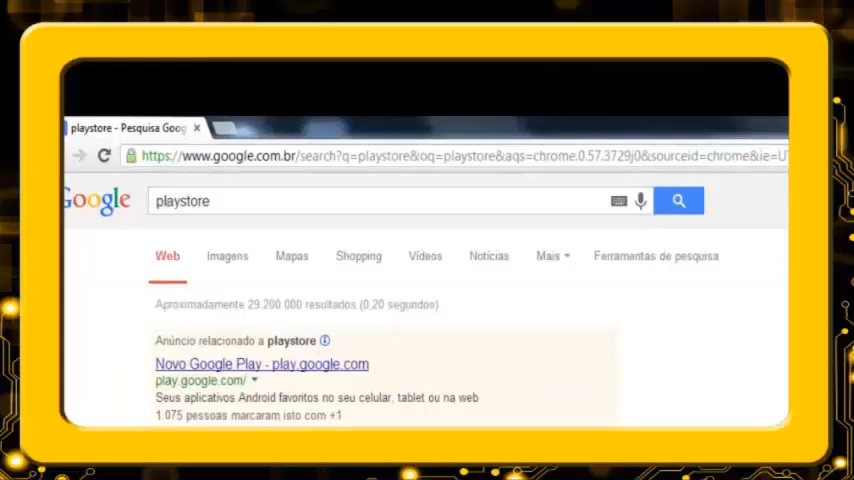 playstore - Pesquisa Goog
https://www.google.com.br/search?q=playstore&oq=playstore&aqs=chrome.0.57.3729j0&sourceid=chrome&ie=UT
Google
playstore
Web Imagens Mapas Shopping Vídeos Notícias Mais Ferramentas de pesquisa
Aproximadamente 29.200.000 resultados (0,20 segundos)
Anúncio relacionado a playstore
Novo Google Play - play.google.com
play.google.com/
Seus aplicativos Android favoritos no seu celular, tablet ou na web
1.075 pessoas marcaram isto com +1